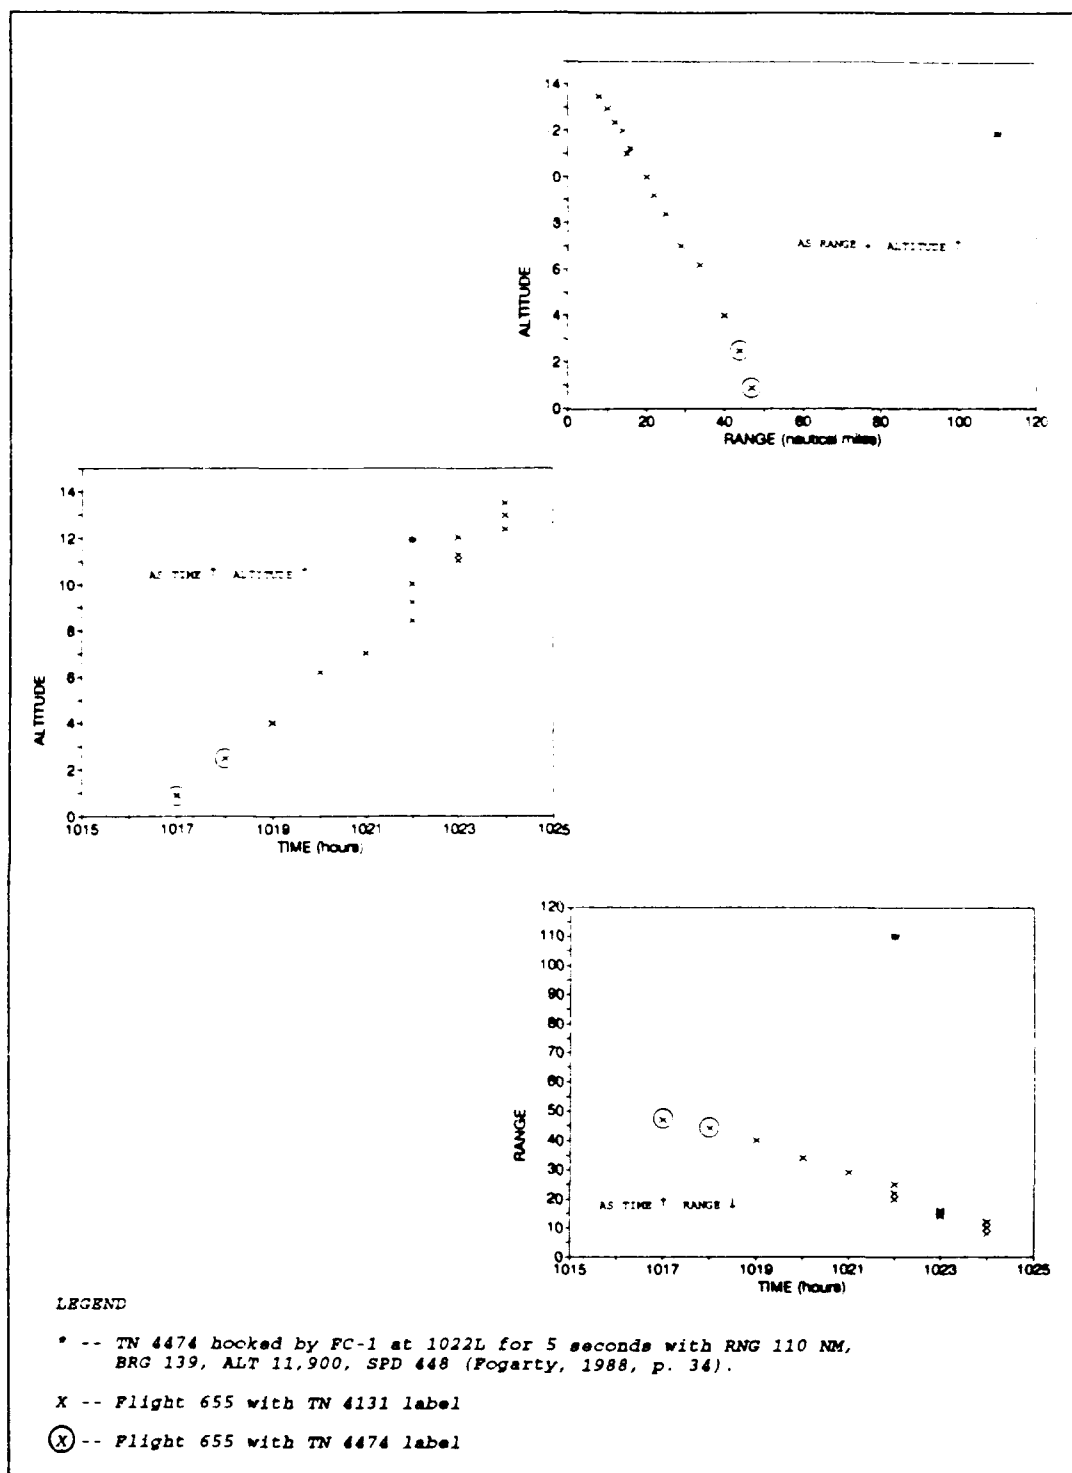 14
12
10
8
6
4
2
0
ALTITUDE
AS RANGE ↓ ALTITUDE ↑
0 20 40 60 80 100 120
RANGE (nautical miles)
14
12
10
8
6
4
2
0
ALTITUDE
AS TIME ↑ ALTITUDE ↑
1015 1017 1019 1021 1023 1025
TIME (hours)
120
110
100
90
80
70
60
50
40
30
20
10
0
RANGE
AS TIME ↑ RANGE ↓
1015 1017 1019 1021 1023 1025
TIME (hours)
LEGEND
* -- TN 4474 hooked by FC-1 at 1022L for 5 seconds with RNG 110 NM,
BRG 139, ALT 11,900, SPD 448 (Fogarty, 1988, p. 34).
X -- Flight 655 with TN 4131 label
(X) -- Flight 655 with TN 4474 label